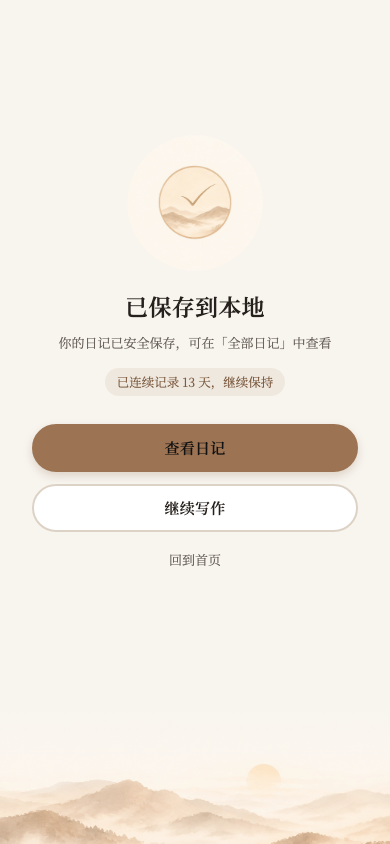 已保存到本地
你的日记已安全保存，可在「全部日记」中查看
已连续记录 13 天，继续保持
查看日记
继续写作
回到首页